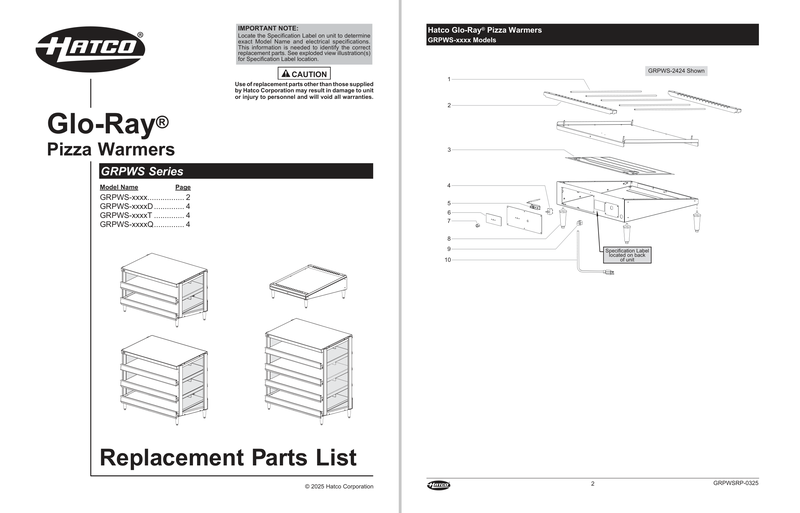 HATCO®
IMPORTANT NOTE:
Locate the Specification Label on unit to determine
exact Model Name and electrical specifications.
This information is needed to identify the correct
replacement parts. See exploded view illustration(s)
for Specification Label location.
CAUTION
Use of replacement parts other than those supplied
by Hatco Corporation may result in damage to unit
or injury to personnel and will void all warranties.
Glo-Ray®
Pizza Warmers
GRPWS Series
Model Name Page
GRPWS-xxxx................. 2
GRPWS-xxxxD.............. 4
GRPWS-xxxxT .............. 4
GRPWS-xxxxQ.............. 4
Replacement Parts List
© 2025 Hatco Corporation
Hatco Glo-Ray® Pizza Warmers
GRPWS-xxxx Models
GRPWS-2424 Shown
1
2
3
4
5
6
7
8
9
10
Specification Label
located on back
of unit
HATCO
2
GRPWSRP-0325